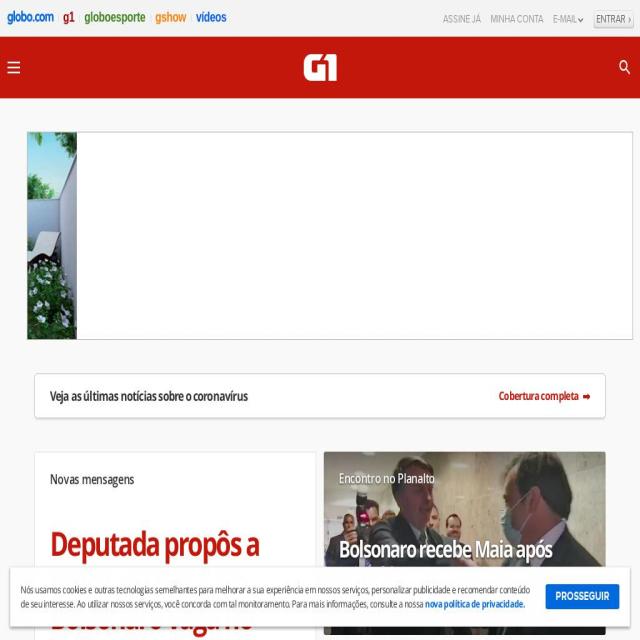 globo.com g1 globoesporte gshow vídeos
ASSINE JÁ MINHA CONTA E-MAIL ENTRAR ›
G1
Veja as últimas notícias sobre o coronavírus
Cobertura completa
Novas mensagens
Deputada propôs a
Encontro no Planalto
Bolsonaro recebe Maia após
Nós usamos cookies e outras tecnologias semelhantes para melhorar a sua experiência em nossos serviços, personalizar publicidade e recomendar conteúdo
de seu interesse. Ao utilizar nossos serviços, você concorda com tal monitoramento. Para mais informações, consulte a nossa nova política de privacidade.
PROSSEGUIR